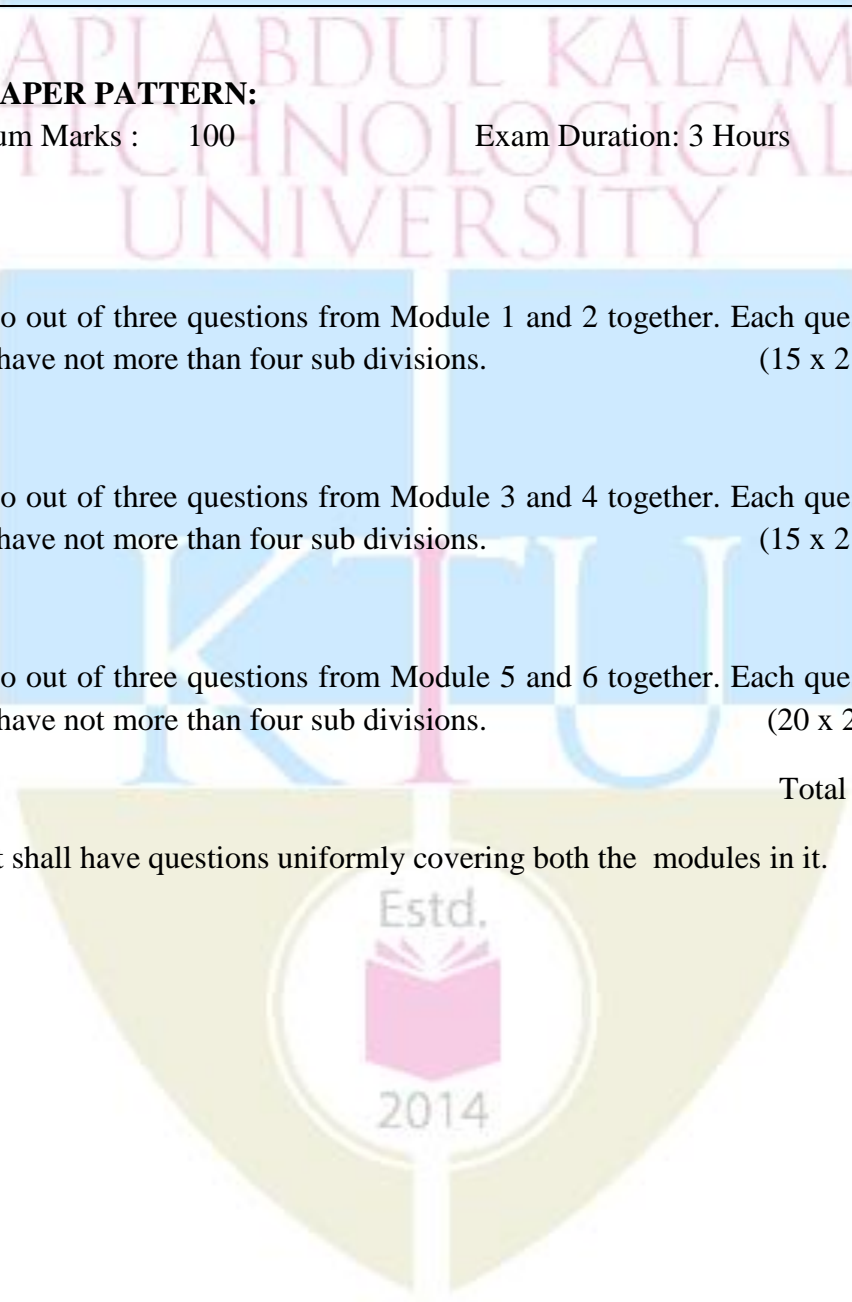 API ABDUL KALAM
TECHNOLOGICAL
UNIVERSITY
APER PATTERN:
um Marks : 100 Exam Duration: 3 Hours
o out of three questions from Module 1 and 2 together. Each que
have not more than four sub divisions. (15 x 2
o out of three questions from Module 3 and 4 together. Each que
have not more than four sub divisions. (15 x 2
KTU
o out of three questions from Module 5 and 6 together. Each que
have not more than four sub divisions. (20 x 2
Total
t shall have questions uniformly covering both the modules in it.
Estd.
2014